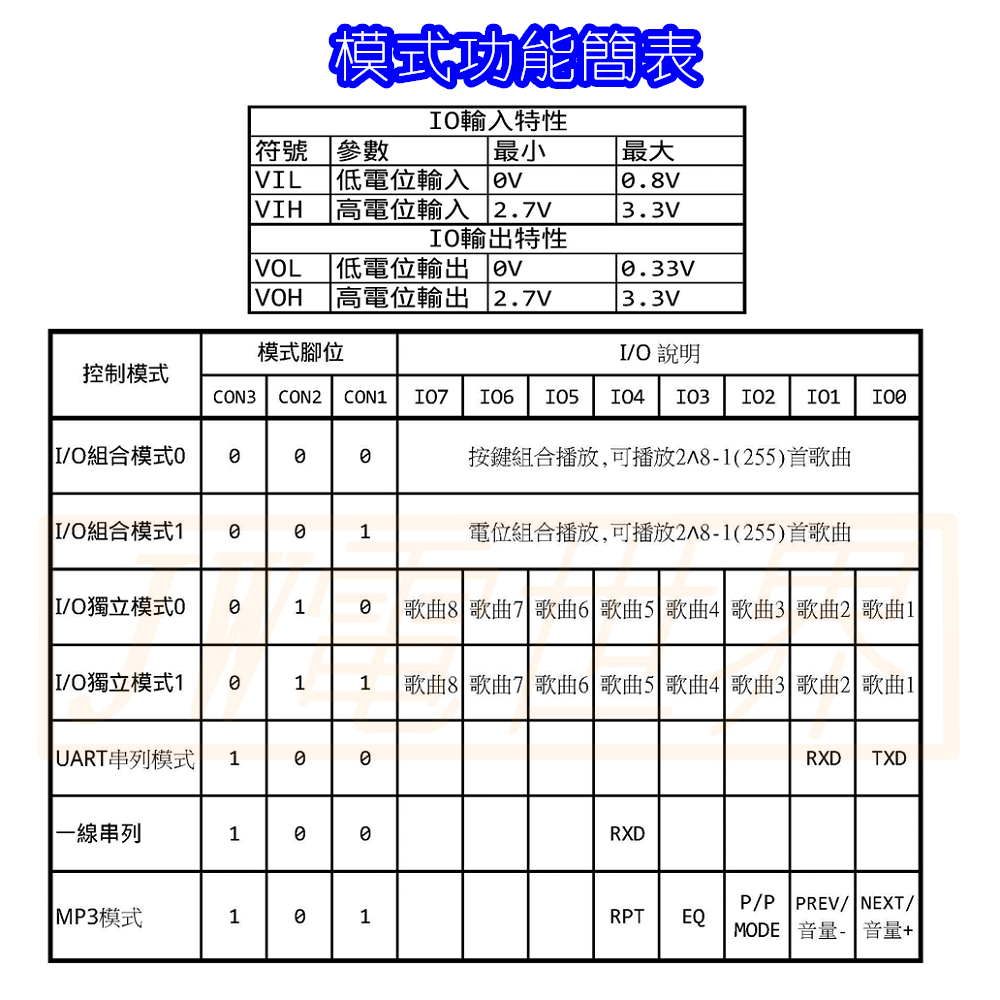 模式功能簡表
IO輸入特性
符號 參數 最小 最大
VIL 低電位輸入 0V 0.8V
VIH 高電位輸入 2.7V 3.3V
IO輸出特性
VOL 低電位輸出 0V 0.33V
VOH 高電位輸出 2.7V 3.3V
控制模式 模式腳位 I/O 說明
CON3 CON2 CON1 IO7 IO6 IO5 IO4 IO3 IO2 IO1 IO0
I/O組合模式0 0 0 0 按鍵組合播放,可播放2^8-1(255)首歌曲
I/O組合模式1 0 0 1 電位組合播放,可播放2^8-1(255)首歌曲
I/O獨立模式0 0 1 0 歌曲8 歌曲7 歌曲6 歌曲5 歌曲4 歌曲3 歌曲2 歌曲1
I/O獨立模式1 0 1 1 歌曲8 歌曲7 歌曲6 歌曲5 歌曲4 歌曲3 歌曲2 歌曲1
JW電世界
UART串列模式 1 0 0 RXD TXD
一線串列 1 0 0 RXD
MP3模式 1 0 1 RPT EQ P/P MODE PREV/音量- NEXT/音量+